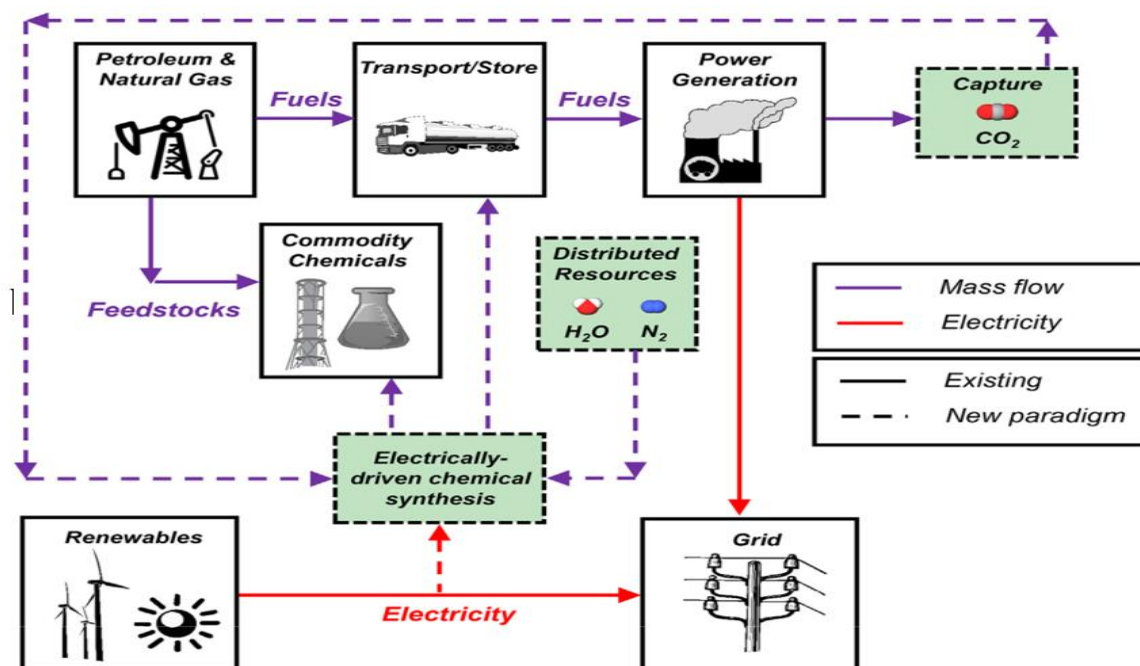 Petroleum &
Natural Gas
Fuels
Transport/Store
Fuels
Power
Generation
Capture
CO₂
Commodity
Chemicals
Feedstocks
Distributed
Resources
H₂O N₂
Mass flow
Electricity
Existing
New paradigm
Electrically-
driven chemical
synthesis
Renewables
Electricity
Grid